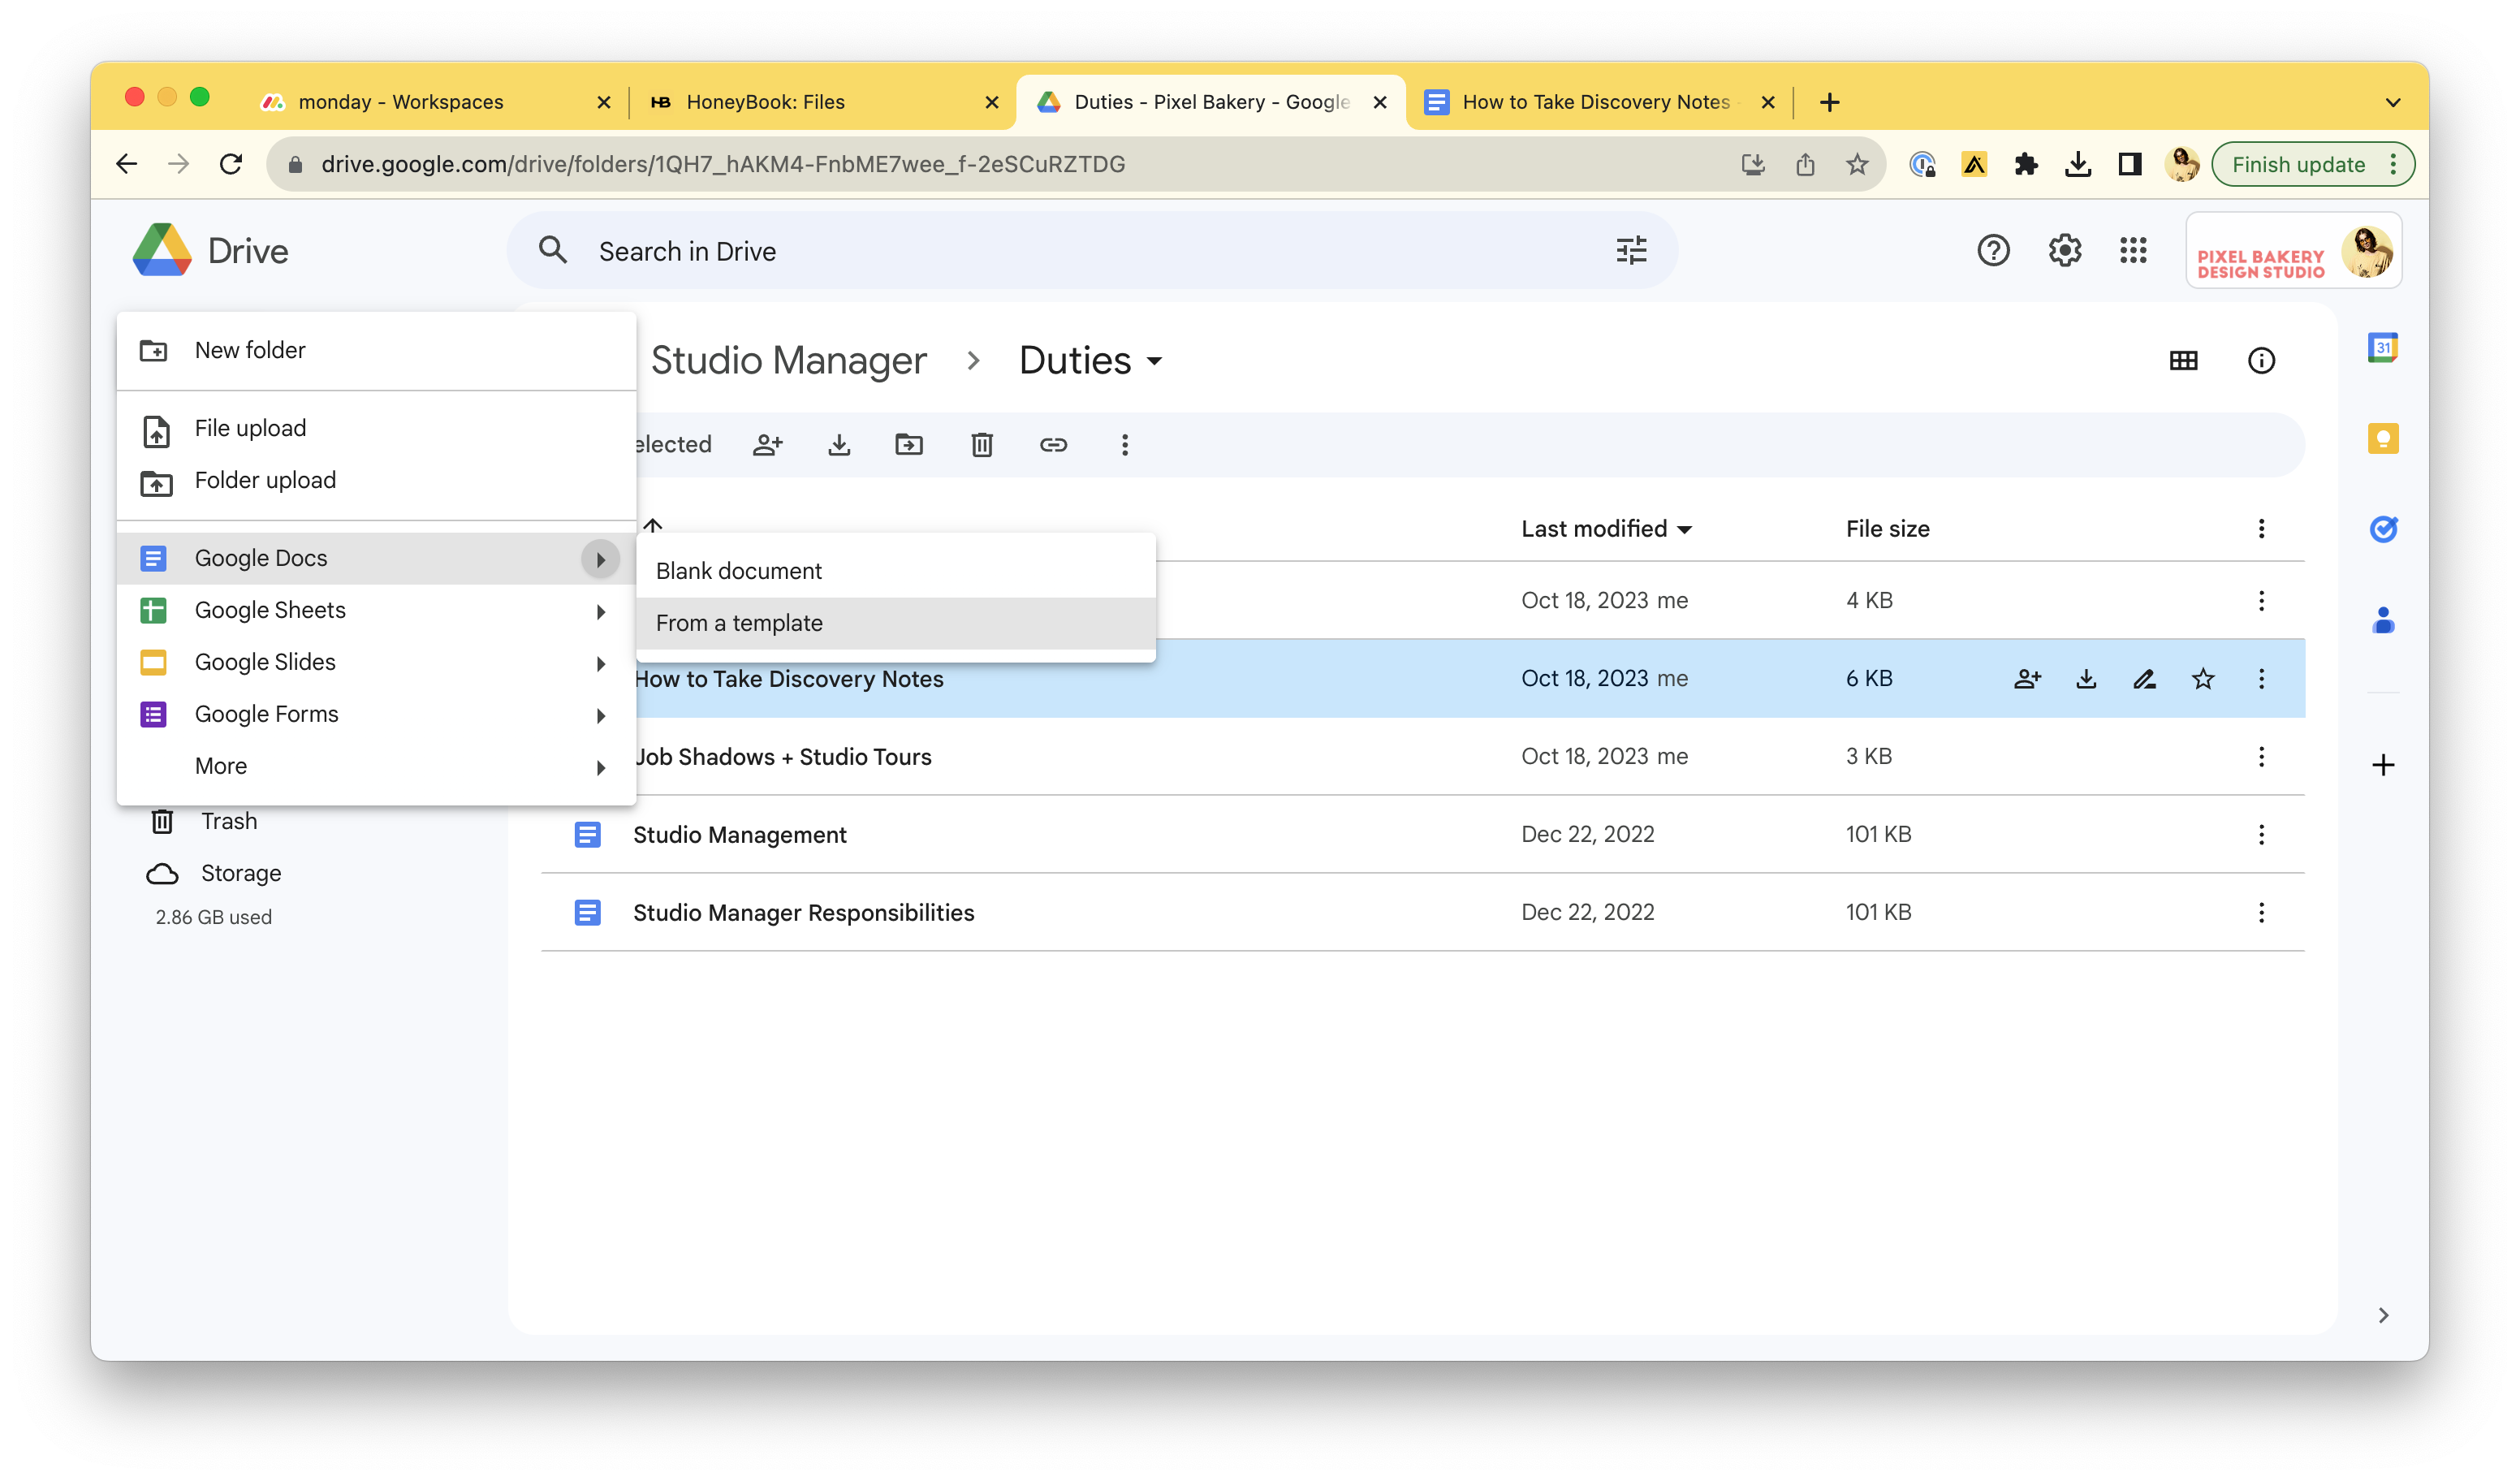 monday - Workspaces
HoneyBook: Files
Duties - Pixel Bakery - Google
How to Take Discovery Notes
drive.google.com/drive/folders/1QH7_hAKM4-FnbME7wee_f-2eSCuRZTDG
Finish update
Drive
Search in Drive
PIXEL BAKERY
DESIGN STUDIO
New folder
File upload
Folder upload
Google Docs
Google Sheets
Google Slides
Google Forms
More
Blank document
From a template
Trash
Storage
2.86 GB used
Studio Manager > Duties
elected
Last modified File size
Oct 18, 2023 me 4 KB
How to Take Discovery Notes Oct 18, 2023 me 6 KB
Job Shadows + Studio Tours Oct 18, 2023 me 3 KB
Studio Management Dec 22, 2022 101 KB
Studio Manager Responsibilities Dec 22, 2022 101 KB
31